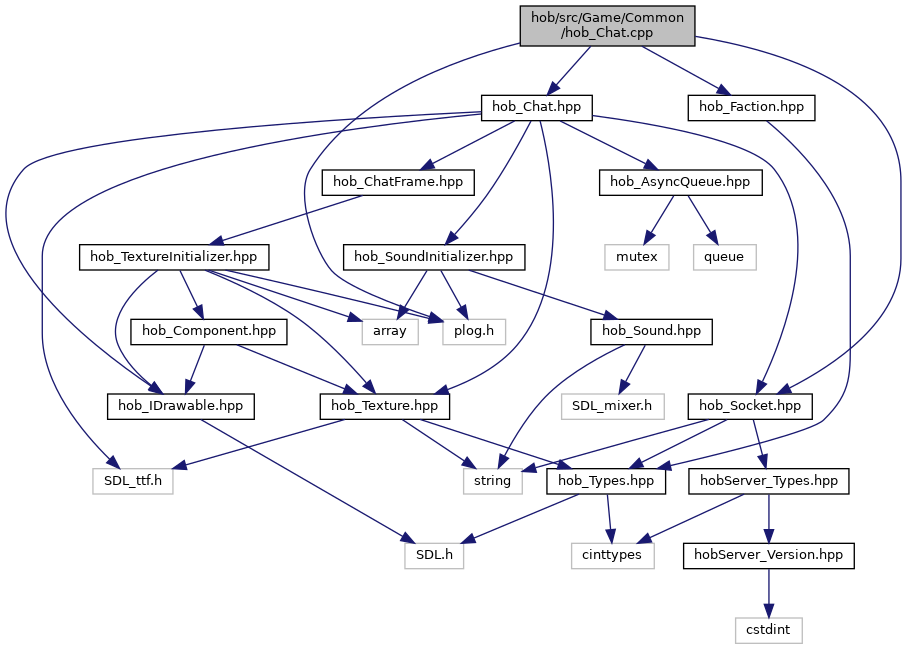 hob/src/Game/Common
/hob_Chat.cpp
hob_Chat.hpp
hob_Faction.hpp
hob_ChatFrame.hpp
hob_AsyncQueue.hpp
hob_TextureInitializer.hpp
hob_SoundInitializer.hpp
mutex
queue
hob_Component.hpp
array
plog.h
hob_Sound.hpp
hob_IDrawable.hpp
hob_Texture.hpp
SDL_mixer.h
hob_Socket.hpp
SDL_ttf.h
string
hob_Types.hpp
hobServer_Types.hpp
SDL.h
cinttypes
hobServer_Version.hpp
cstdint